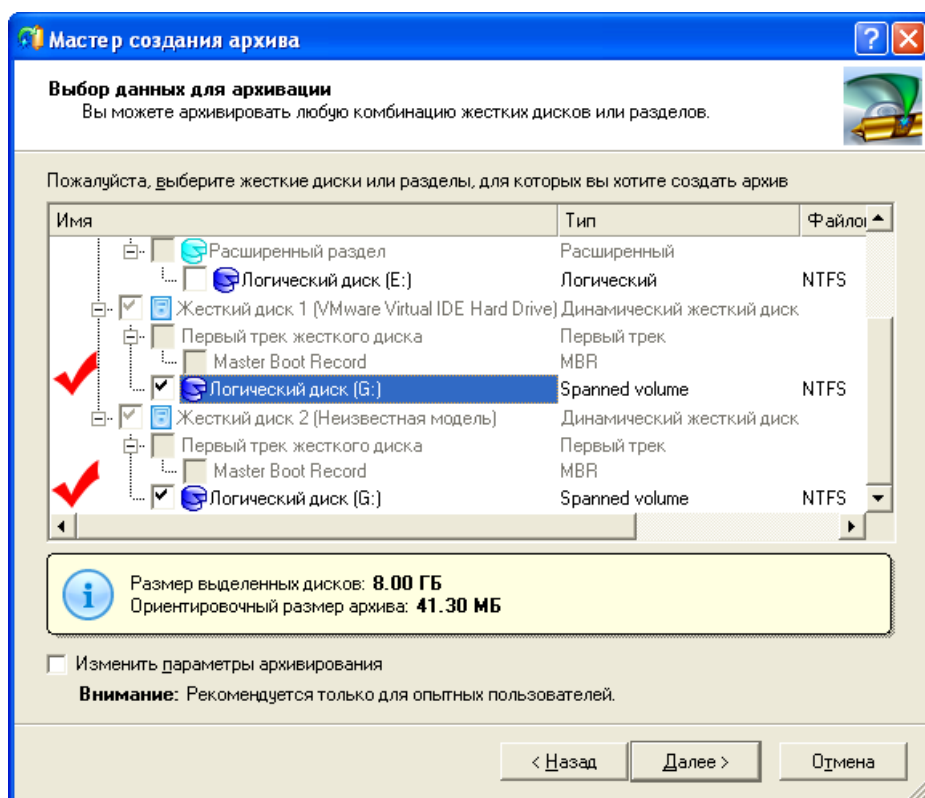 Мастер создания архива
Выбор данных для архивации
Вы можете архивировать любую комбинацию жестких дисков или разделов.
Пожалуйста, выберите жесткие диски или разделы, для которых вы хотите создать архив
Имя Тип Файлов
Расширенный раздел Расширенный
Логический диск (E:) Логический NTFS
Жесткий диск 1 (VMware Virtual IDE Hard Drive) Динамический жесткий диск
Первый трек жесткого диска Первый трек
Master Boot Record MBR
Логический диск (G:) Spanned volume NTFS
Жесткий диск 2 (Неизвестная модель) Динамический жесткий диск
Первый трек жесткого диска Первый трек
Master Boot Record MBR
Логический диск (G:) Spanned volume NTFS
Размер выделенных дисков: 8.00 ГБ
Ориентировочный размер архива: 41.30 МБ
Изменить параметры архивирования
Внимание: Рекомендуется только для опытных пользователей.
< Назад Далее > Отмена